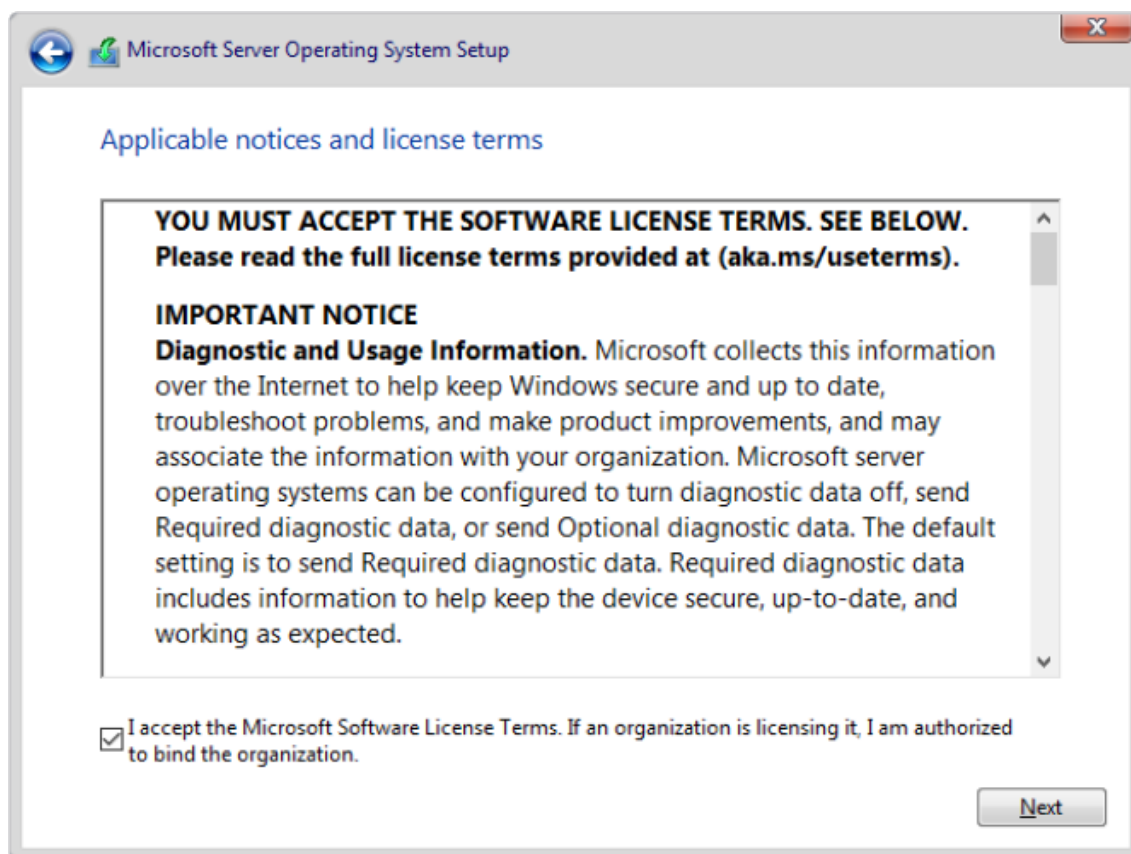 Microsoft Server Operating System Setup
Applicable notices and license terms
YOU MUST ACCEPT THE SOFTWARE LICENSE TERMS. SEE BELOW.
Please read the full license terms provided at (aka.ms/useterms).
IMPORTANT NOTICE
Diagnostic and Usage Information. Microsoft collects this information
over the Internet to help keep Windows secure and up to date,
troubleshoot problems, and make product improvements, and may
associate the information with your organization. Microsoft server
operating systems can be configured to turn diagnostic data off, send
Required diagnostic data, or send Optional diagnostic data. The default
setting is to send Required diagnostic data. Required diagnostic data
includes information to help keep the device secure, up-to-date, and
working as expected.
I accept the Microsoft Software License Terms. If an organization is licensing it, I am authorized
to bind the organization.
Next